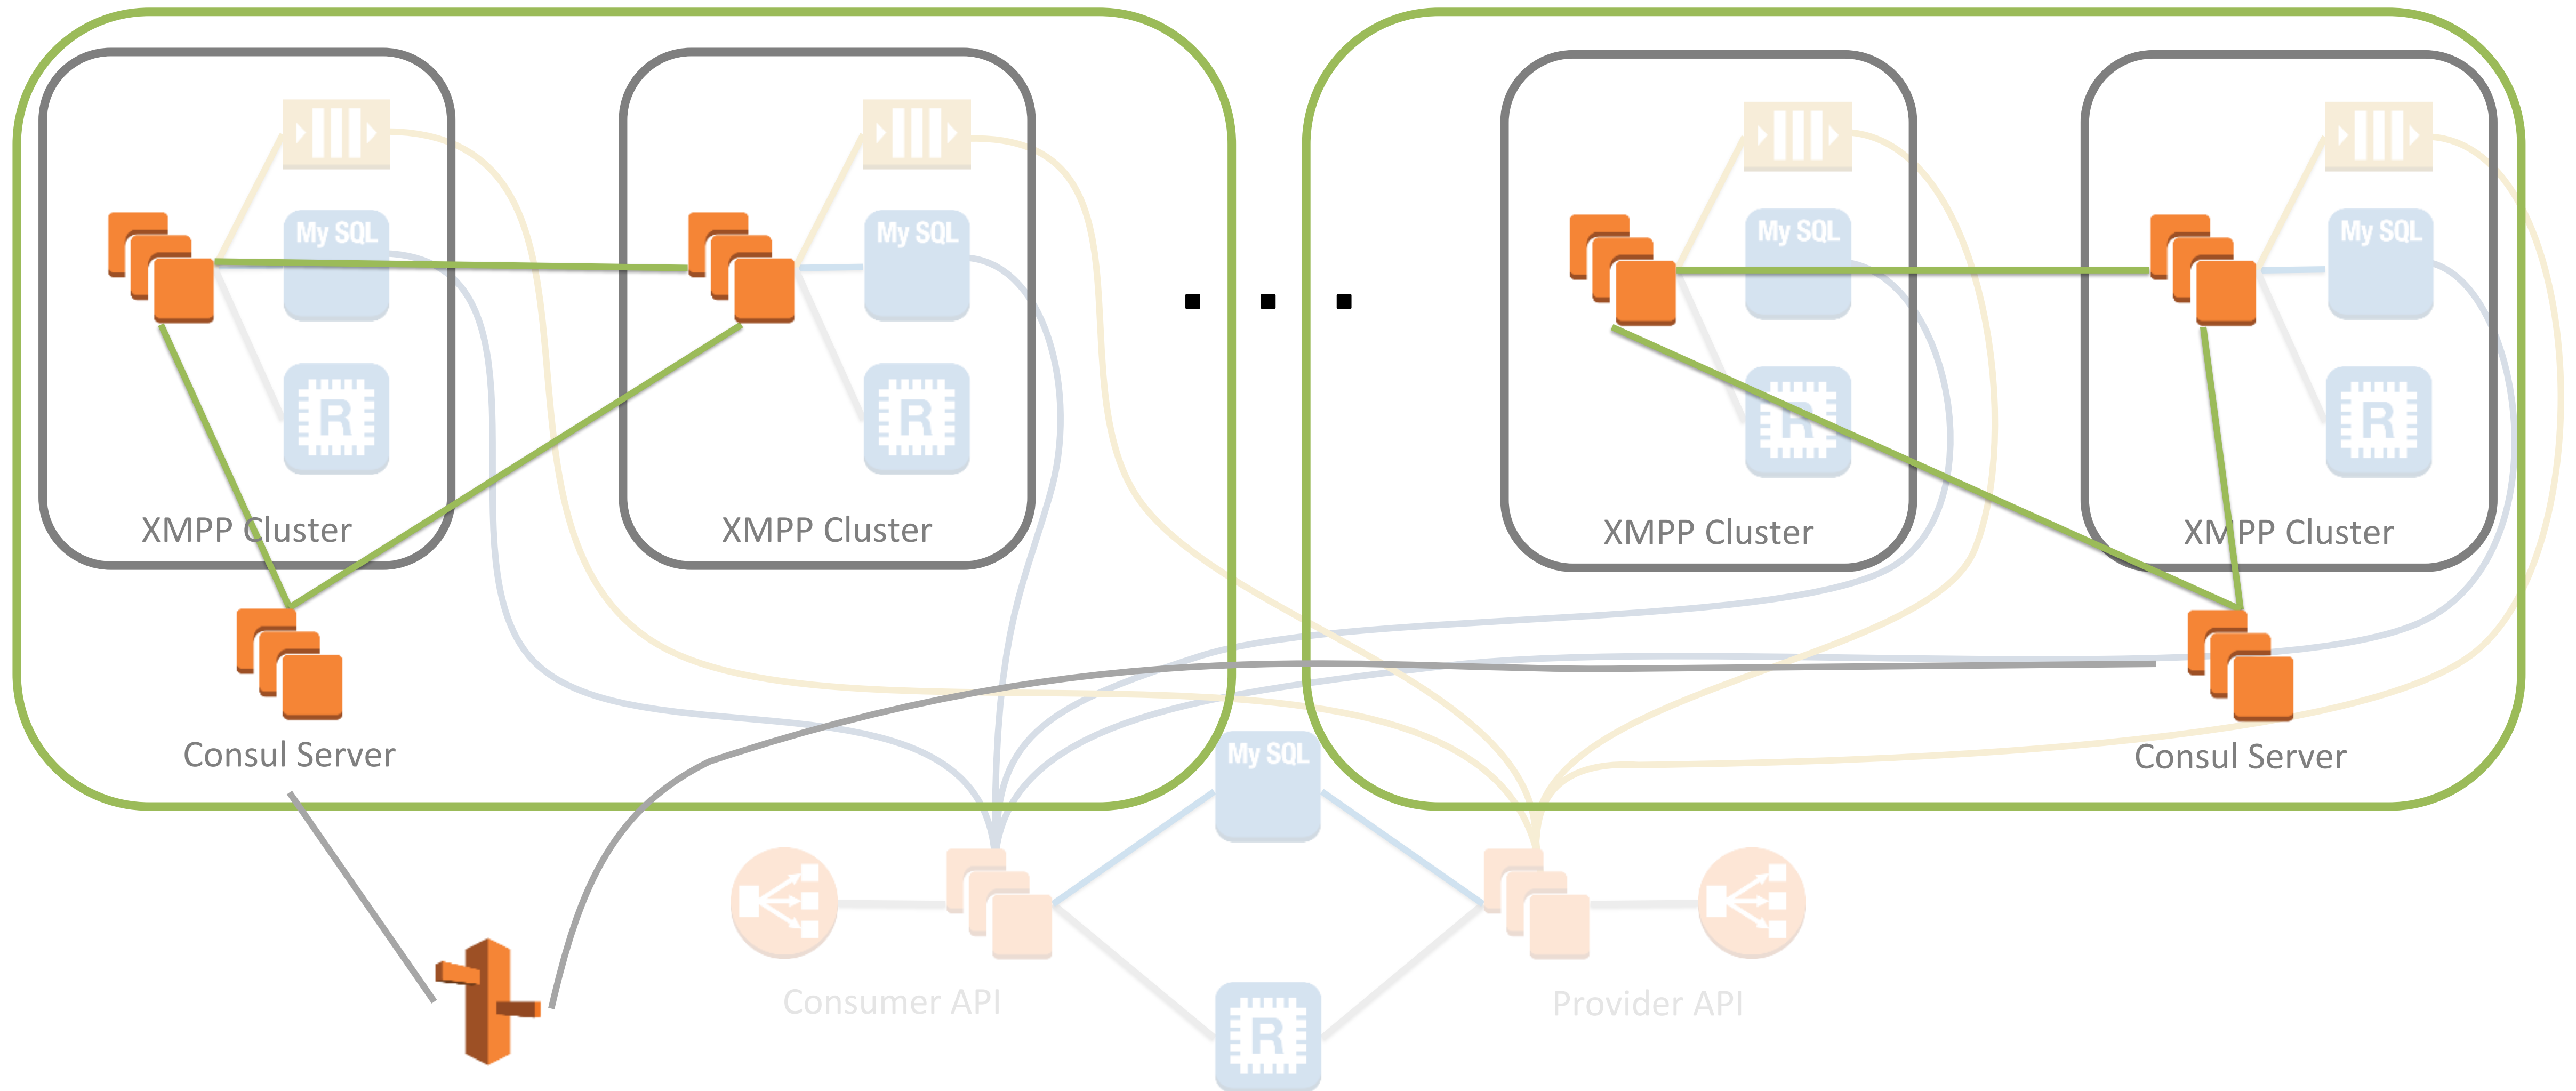 My SQL
My SQL
My SQL
My SQL
R
R
R
R
XMPP Cluster
XMPP Cluster
XMPP Cluster
XMPP Cluster
Consul Server
My SQL
Consul Server
Consumer API
Provider API
R